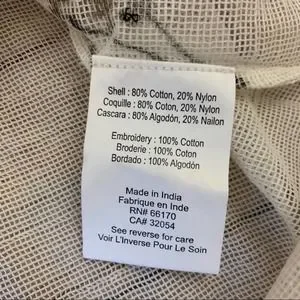 Shell : 80% Cotton, 20% Nylon
Coquille : 80% Coton, 20% Nylon
Cascara : 80% Algodón, 20% Nailon
Embroidery : 100% Cotton
Broderie : 100% Coton
Bordado : 100% Algodón
Made in India
Fabrique en Inde
RN# 66170
CA# 32054
See reverse for care
Voir L'Inverse Pour Le Soin